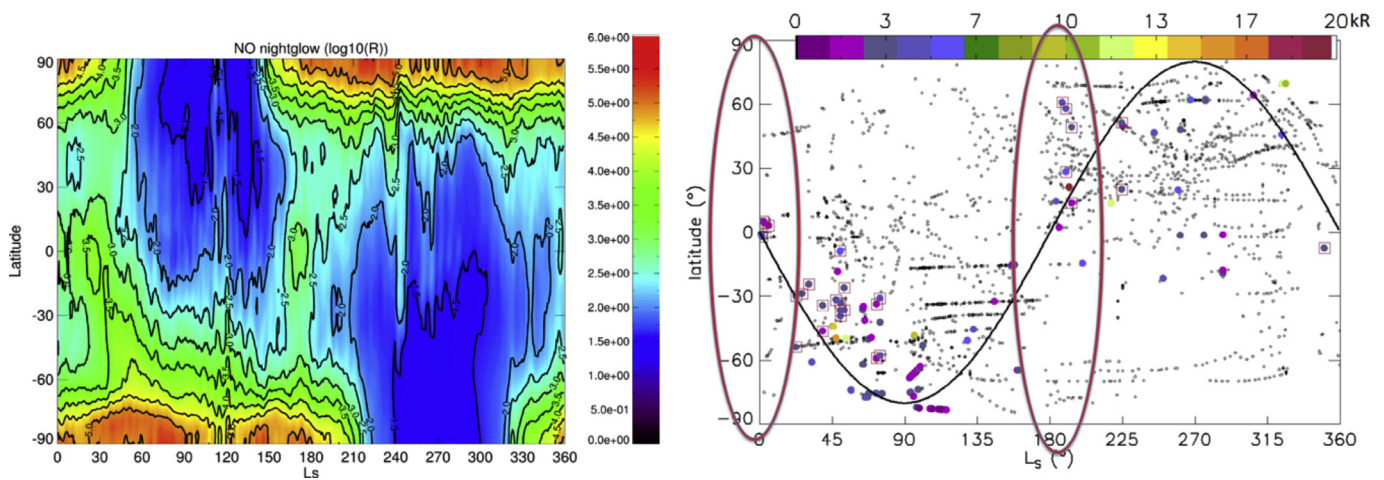 NO nightglow (log10(R))
Latitude
90
60
30
0
-30
-60
-90
0 30 60 90 120 150 180 210 240 270 300 330 360
Ls
6.0e+00
5.5e+00
5.0e+00
4.5e+00
4.0e+00
3.5e+00
3.0e+00
2.5e+00
2.0e+00
1.5e+00
1.0e+00
5.0e-01
0.0e+00
0 3 7 10 13 17 20 kR
latitude (°)
90
60
30
0
-30
-60
-90
0 45 90 135 180 225 270 315 360
Ls (°)